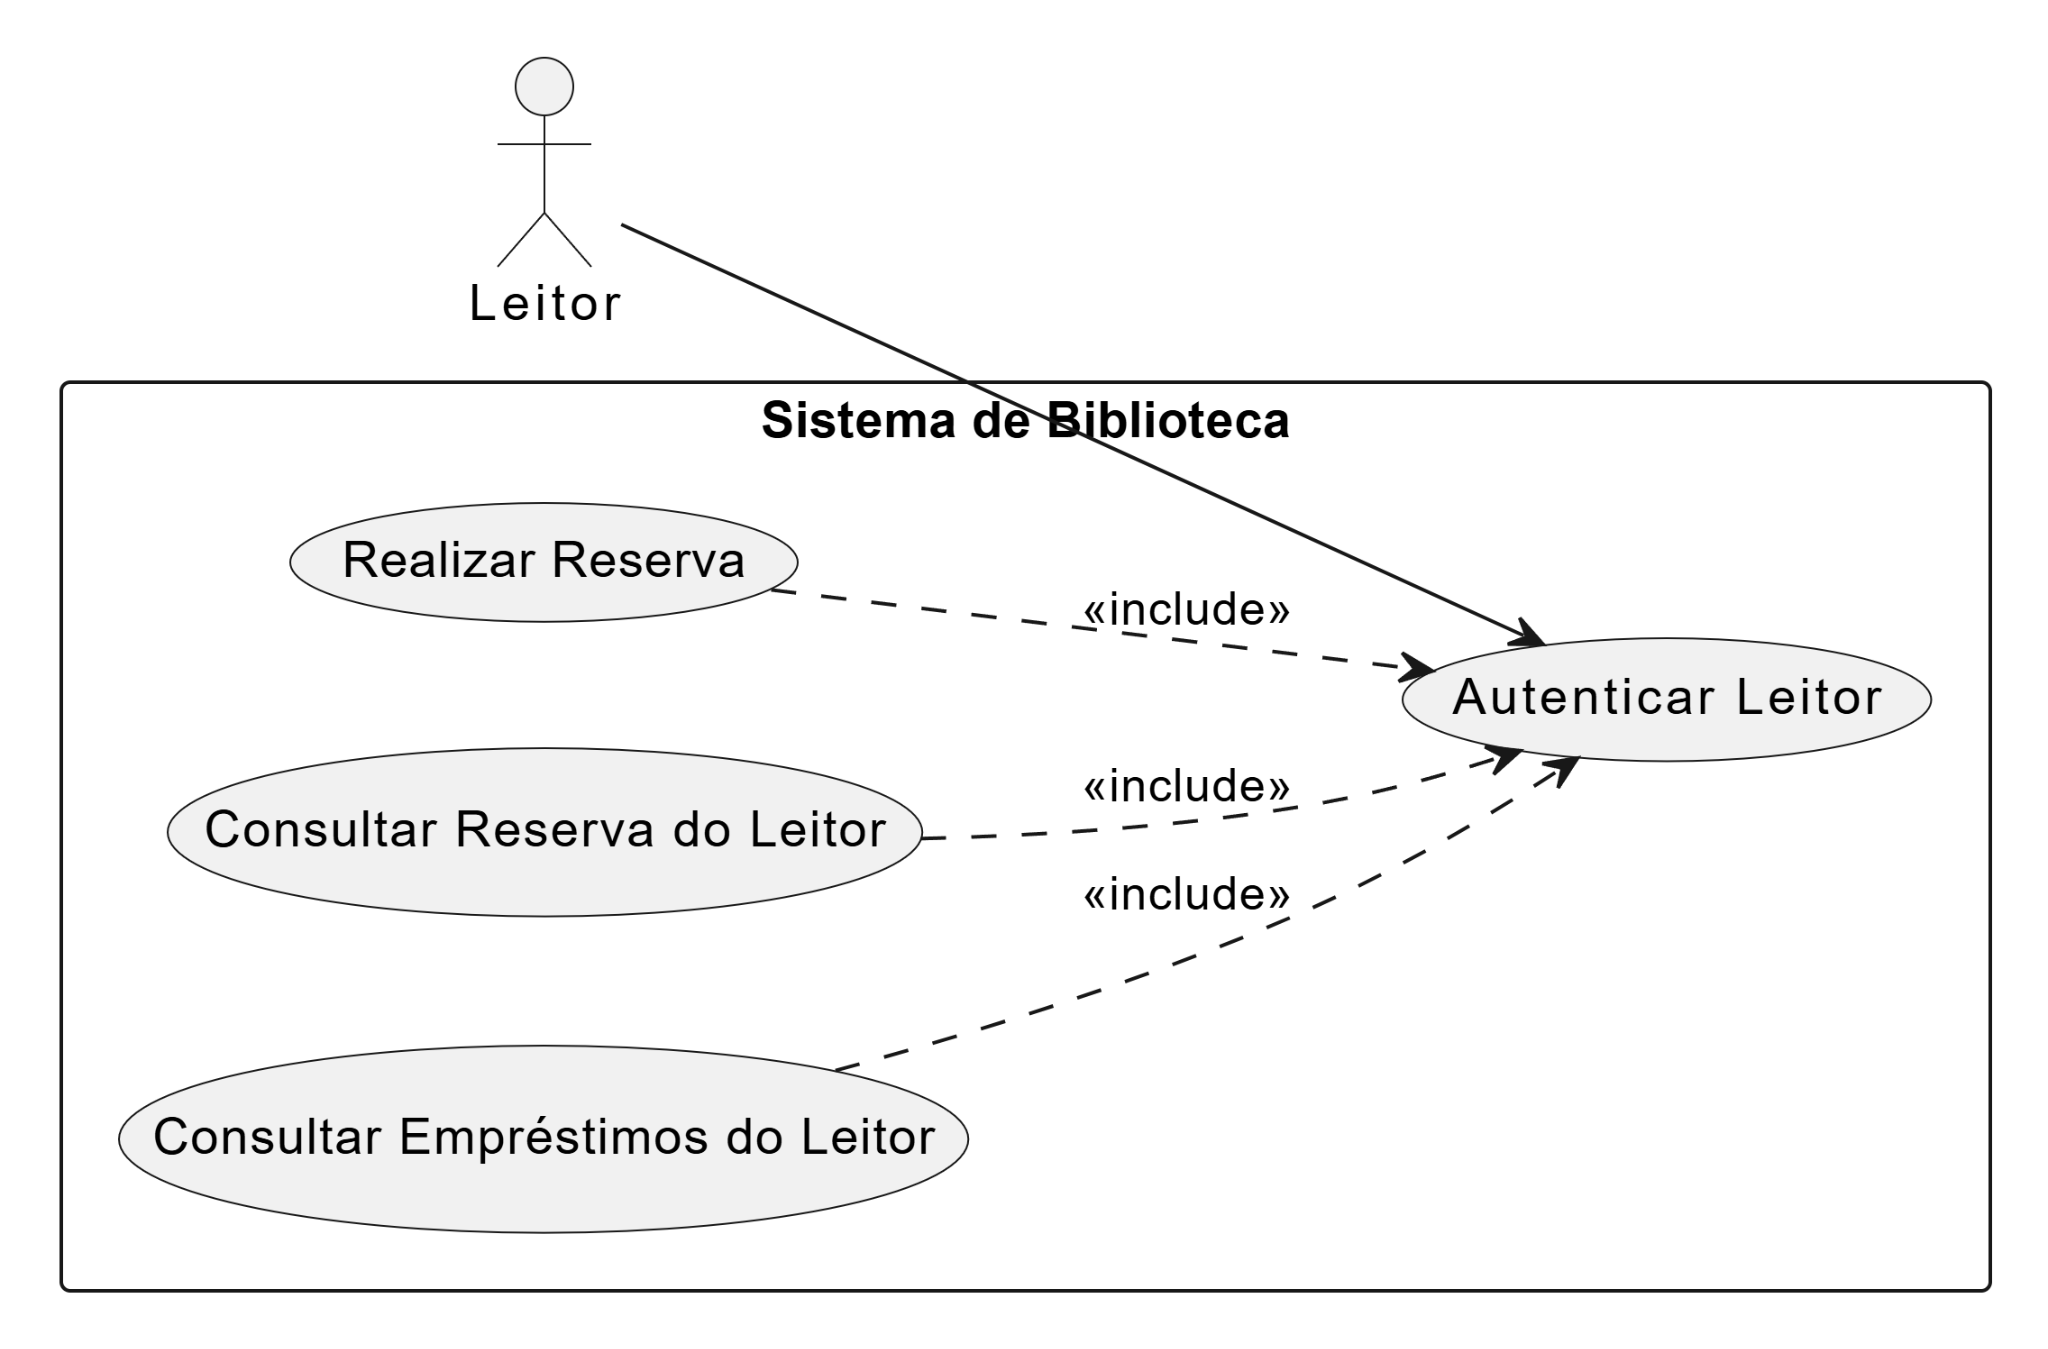 Leitor
Sistema de Biblioteca
Realizar Reserva
«include»
Autenticar Leitor
«include»
Consultar Reserva do Leitor
«include»
Consultar Empréstimos do Leitor